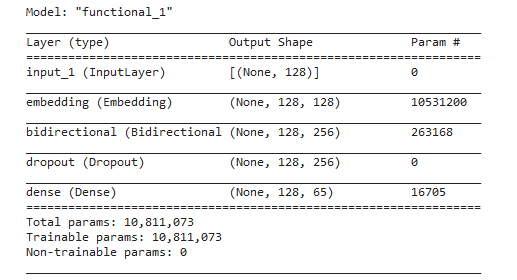 Model: "functional_1"
Layer (type) Output Shape Param #
input_1 (InputLayer) [(None, 128)] 0
embedding (Embedding) (None, 128, 128) 10531200
bidirectional (Bidirectional (None, 128, 256) 263168
dropout (Dropout) (None, 128, 256) 0
dense (Dense) (None, 128, 65) 16705
Total params: 10,811,073
Trainable params: 10,811,073
Non-trainable params: 0